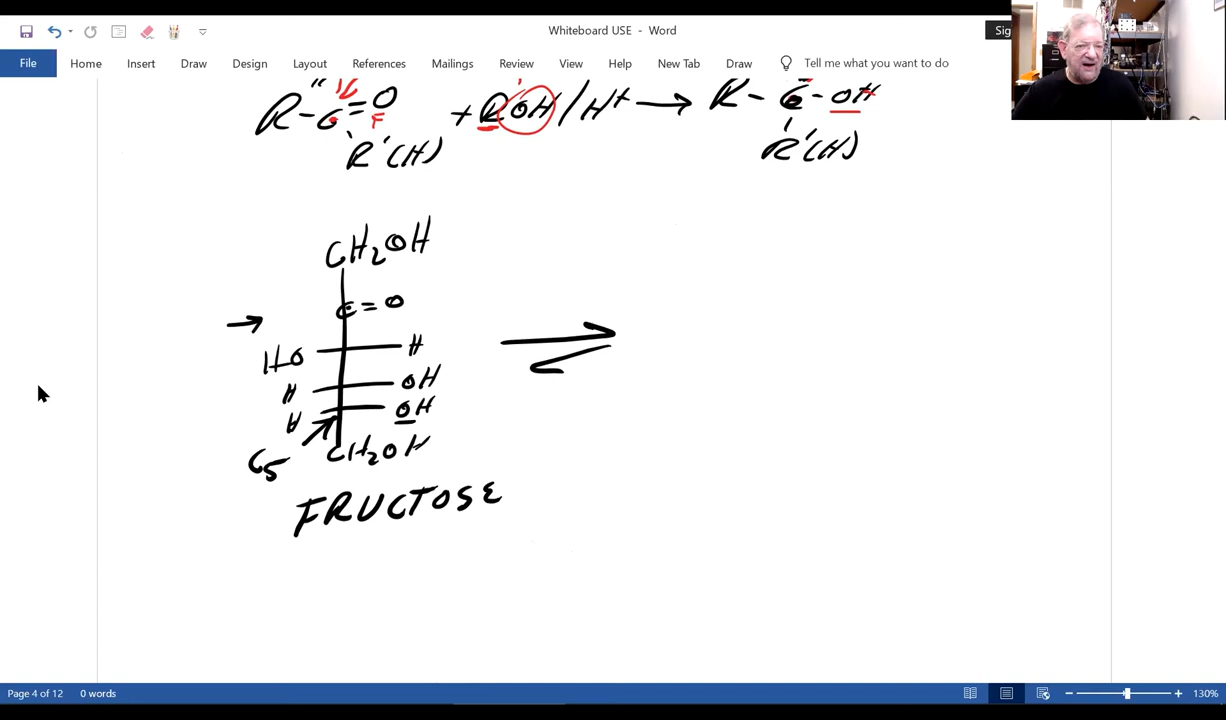 Whiteboard USE - Word
File Home Insert Draw Design Layout References Mailings Review View Help New Tab Draw Tell me what you want to do
R-C=O + ROH/H+ → R-C-OH
R'(H) R'(H)
CH2OH
C=O
HO H
H OH
H OH
C5 CH2OH
FRUCTOSE
Page 4 of 12 0 words 130%